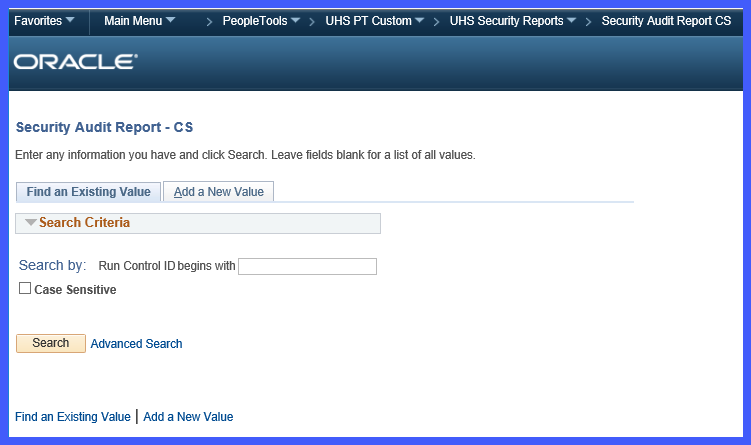 Favorites Main Menu > PeopleTools > UHS PT Custom > UHS Security Reports > Security Audit Report CS
ORACLE®
Security Audit Report - CS
Enter any information you have and click Search. Leave fields blank for a list of all values.
Find an Existing Value Add a New Value
Search Criteria
Search by: Run Control ID begins with
Case Sensitive
Search Advanced Search
Find an Existing Value | Add a New Value